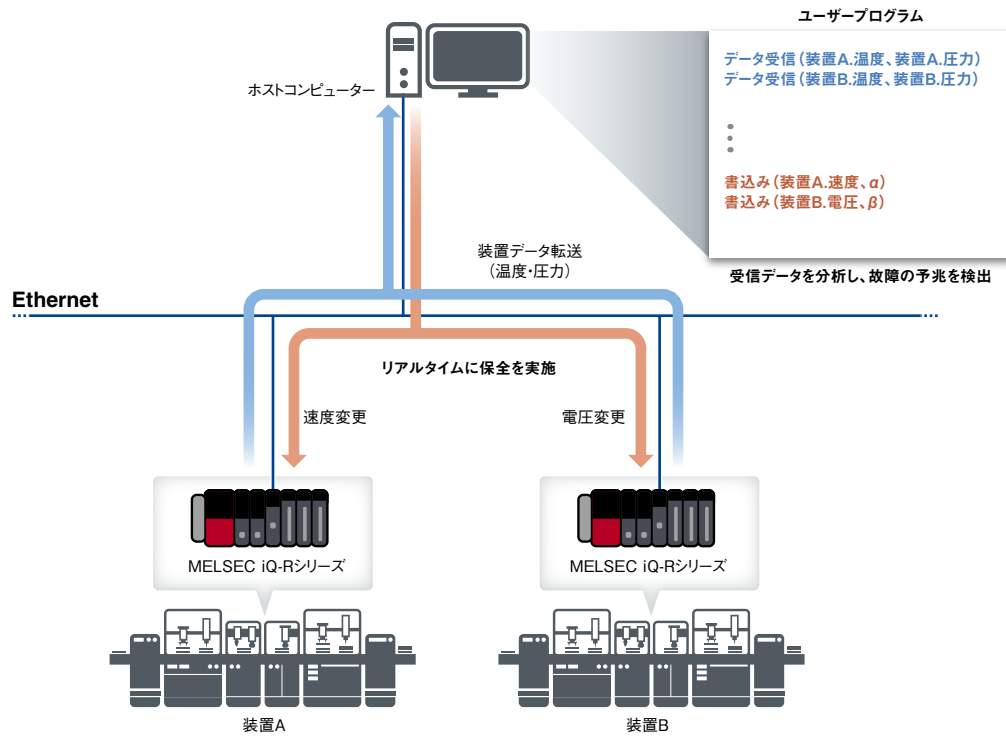 ユーザープログラム
データ受信（装置A.温度、装置A.圧力）
データ受信（装置B.温度、装置B.圧力）
書込み（装置A.速度、α）
書込み（装置B.電圧、β）
受信データを分析し、故障の予兆を検出
ホストコンピューター
装置データ転送
（温度・圧力）
Ethernet
リアルタイムに保全を実施
速度変更
電圧変更
MELSEC iQ-Rシリーズ
MELSEC iQ-Rシリーズ
装置A
装置B